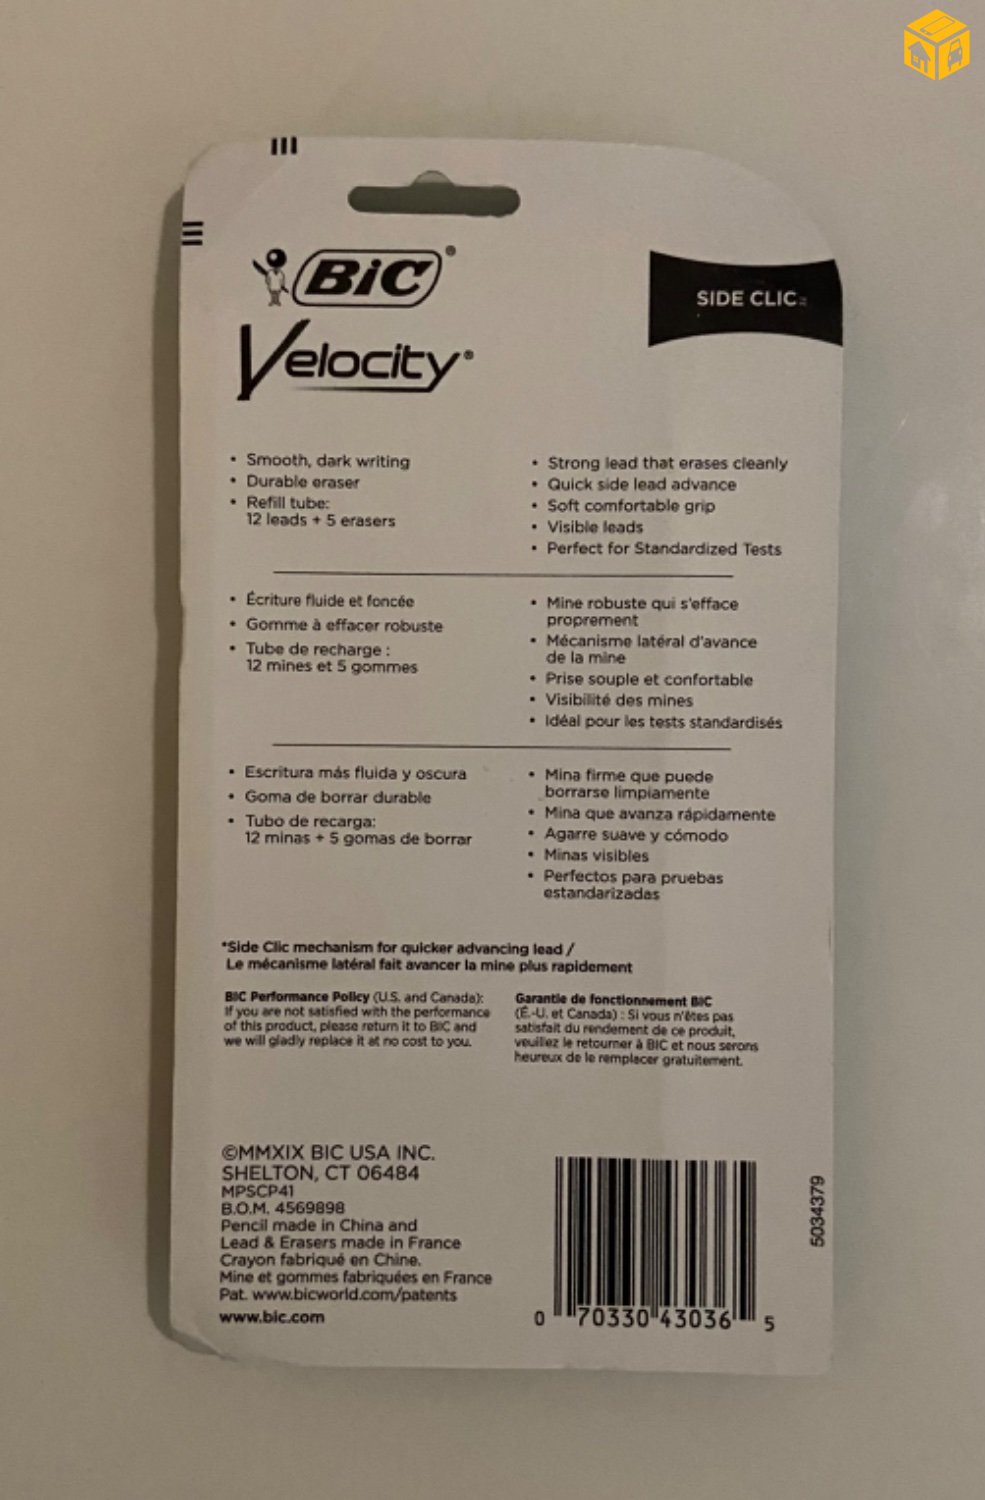 BiC®
Velocity®
SIDE CLIC™
• Smooth, dark writing
• Durable eraser
• Refill tube:
12 leads + 5 erasers
• Strong lead that erases cleanly
• Quick side lead advance
• Soft comfortable grip
• Visible leads
• Perfect for Standardized Tests
• Écriture fluide et foncée
• Gomme à effacer robuste
• Tube de recharge :
12 mines et 5 gommes
• Mine robuste qui s'efface
proprement
• Mécanisme latéral d'avance
de la mine
• Prise souple et confortable
• Visibilité des mines
• Idéal pour les tests standardisés
• Escritura más fluida y oscura
• Goma de borrar durable
• Tubo de recarga:
12 minas + 5 gomas de borrar
• Mina firme que puede
borrarse limpiamente
• Mina que avanza rápidamente
• Agarre suave y cómodo
• Minas visibles
• Perfectos para pruebas
estandarizadas
*Side Clic mechanism for quicker advancing lead /
Le mécanisme latéral fait avancer la mine plus rapidement
BIC Performance Policy (U.S. and Canada):
If you are not satisfied with the performance
of this product, please return it to BIC and
we will gladly replace it at no cost to you.
Garantie de fonctionnement BIC
(É.-U. et Canada) : Si vous n'êtes pas
satisfait du rendement de ce produit,
veuillez le retourner à BIC et nous serons
heureux de le remplacer gratuitement.
©MMXIX BIC USA INC.
SHELTON, CT 06484
MPSCP41
B.O.M. 4569898
Pencil made in China and
Lead & Erasers made in France
Crayon fabriqué en Chine.
Mine et gommes fabriquées en France
Pat. www.bicworld.com/patents
www.bic.com
0 70330 43036 5
5034379